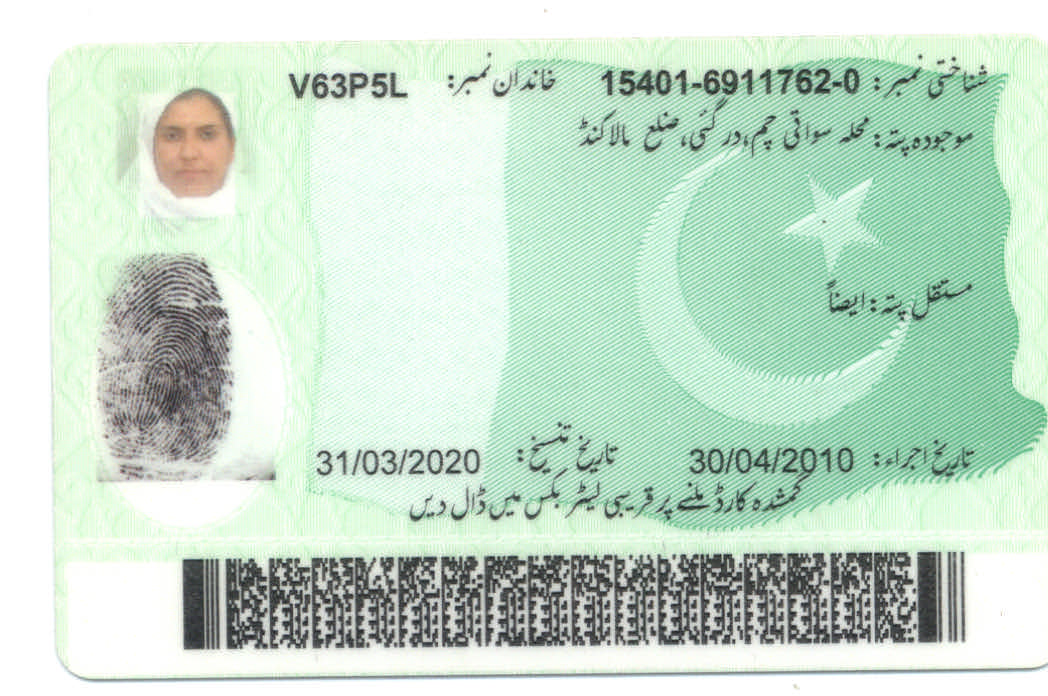 شناختی نمبر: 15401-6911762-0 خاندان نمبر: V63P5L
موجودہ پتہ: محلہ سواتی چم، درگئی، ضلع مالاکنڈ
مستقل پتہ: ایضاً
تاریخ اجراء: 30/04/2010 تاریخ تنسیخ: 31/03/2020
گمشدہ کارڈ ملنے پر قریبی لیٹر بکس میں ڈال دیں